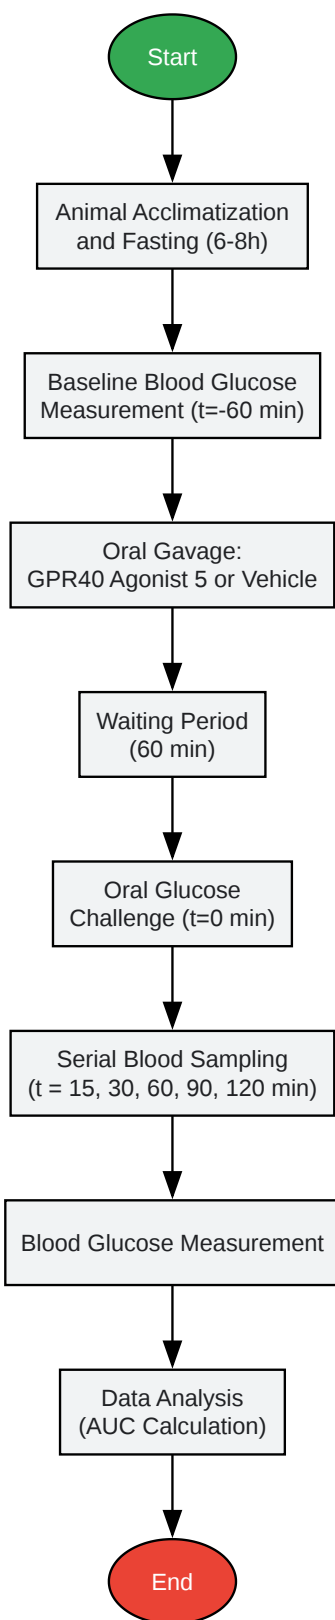 Start
Animal Acclimatization
and Fasting (6-8h)
Baseline Blood Glucose
Measurement (t=-60 min)
Oral Gavage:
GPR40 Agonist 5 or Vehicle
Waiting Period
(60 min)
Oral Glucose
Challenge (t=0 min)
Serial Blood Sampling
(t = 15, 30, 60, 90, 120 min)
Blood Glucose Measurement
Data Analysis
(AUC Calculation)
End